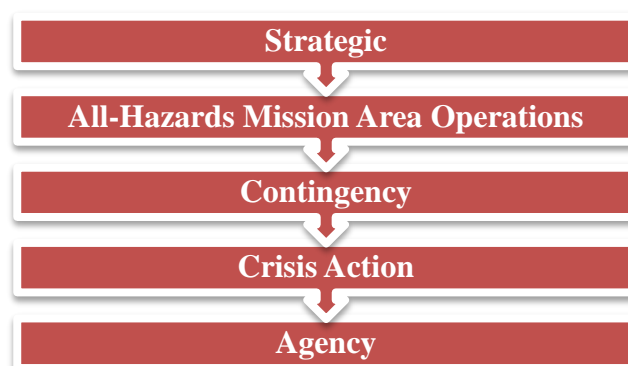 Strategic
All-Hazards Mission Area Operations
Contingency
Crisis Action
Agency